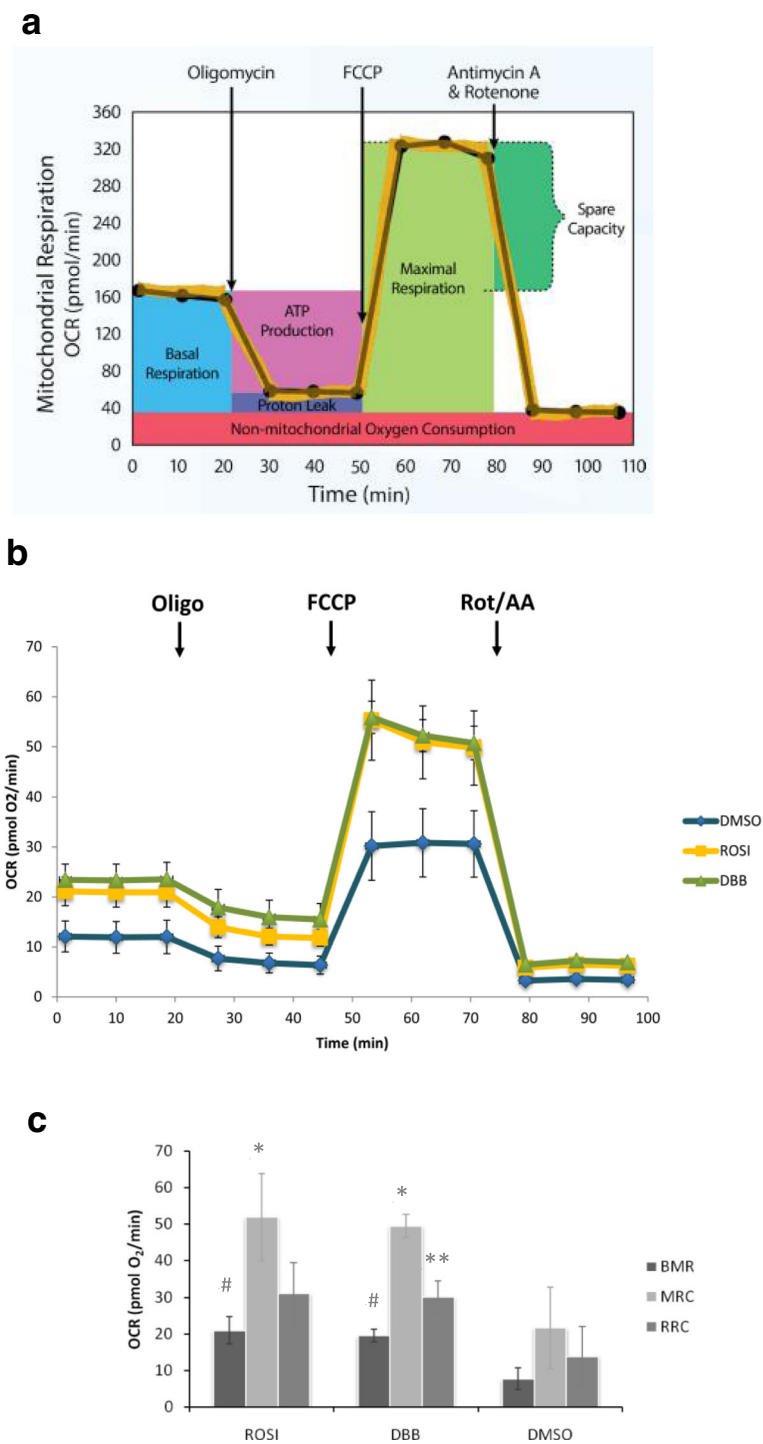 a
Oligomycin FCCP Antimycin A
& Rotenone
360
320
280
240
200
160
120
80
40
0
Mitochondrial Respiration
OCR (pmol/min)
Spare
Capacity
Maximal
Respiration
ATP
Production
Basal
Respiration
Proton Leak
Non-mitochondrial Oxygen Consumption
0 10 20 30 40 50 60 70 80 90 100 110
Time (min)
b
Oligo FCCP Rot/AA
70
60
50
40
30
20
10
0
OCR (pmol O2/min)
DMSO
ROSI
DBB
0 10 20 30 40 50 60 70 80 90 100
Time (min)
c
70
60
50
40
30
20
10
0
OCR (pmol O₂/min)
*
*
**
#
#
BMR
MRC
RRC
ROSI DBB DMSO